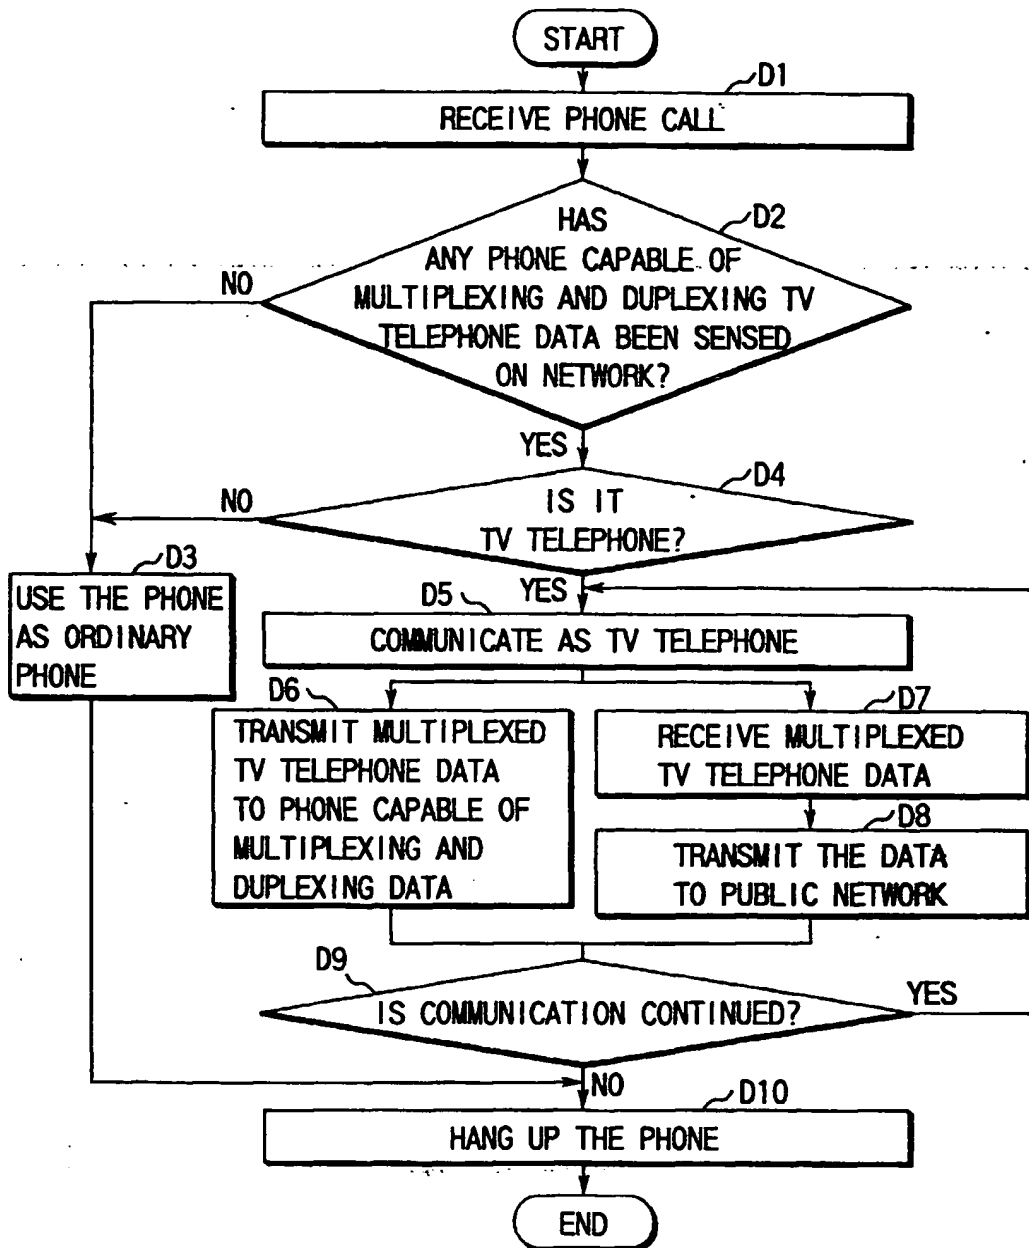 START
D1
RECEIVE PHONE CALL
D2
HAS
ANY PHONE CAPABLE OF
MULTIPLEXING AND DUPLEXING TV
TELEPHONE DATA BEEN SENSED
ON NETWORK?
NO
YES
D4
IS IT
TV TELEPHONE?
NO
YES
D3
USE THE PHONE
AS ORDINARY
PHONE
D5
COMMUNICATE AS TV TELEPHONE
D6
TRANSMIT MULTIPLEXED
TV TELEPHONE DATA
TO PHONE CAPABLE OF
MULTIPLEXING AND
DUPLEXING DATA
D7
RECEIVE MULTIPLEXED
TV TELEPHONE DATA
D8
TRANSMIT THE DATA
TO PUBLIC NETWORK
D9
IS COMMUNICATION CONTINUED?
YES
NO
D10
HANG UP THE PHONE
END